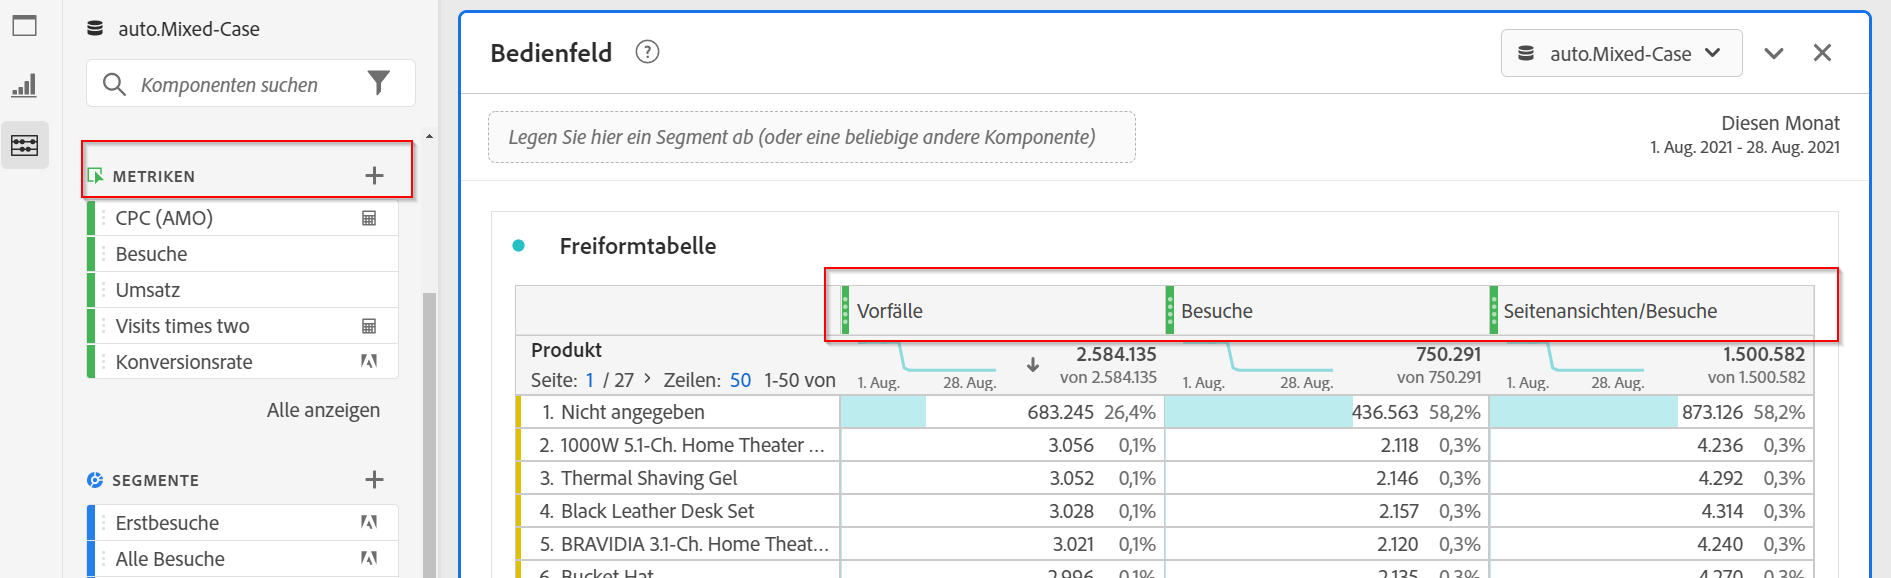 auto.Mixed-Case
Komponenten suchen
METRIKEN
CPC (AMO)
Besuche
Umsatz
Visits times two
Konversionsrate
Alle anzeigen
SEGMENTE
Erstbesuche
Alle Besuche
Bedienfeld ?
auto.Mixed-Case
Legen Sie hier ein Segment ab (oder eine beliebige andere Komponente)
Diesen Monat
1. Aug. 2021 - 28. Aug. 2021
Freiformtabelle
Vorfälle Besuche Seitenansichten/Besuche
Produkt 2.584.135 750.291 1.500.582
Seite: 1 / 27 > Zeilen: 50 1-50 von 1. Aug. 28. Aug. von 2.584.135 1. Aug. 28. Aug. von 750.291 1. Aug. 28. Aug. von 1.500.582
1. Nicht angegeben 683.245 26,4% 436.563 58,2% 873.126 58,2%
2. 1000W 5.1-Ch. Home Theater ... 3.056 0,1% 2.118 0,3% 4.236 0,3%
3. Thermal Shaving Gel 3.052 0,1% 2.146 0,3% 4.292 0,3%
4. Black Leather Desk Set 3.028 0,1% 2.157 0,3% 4.314 0,3%
5. BRAVIDIA 3.1-Ch. Home Theat... 3.021 0,1% 2.120 0,3% 4.240 0,3%
6. Bucket Hat 2.996 0,1% 2.135 0,3% 4.270 0,3%